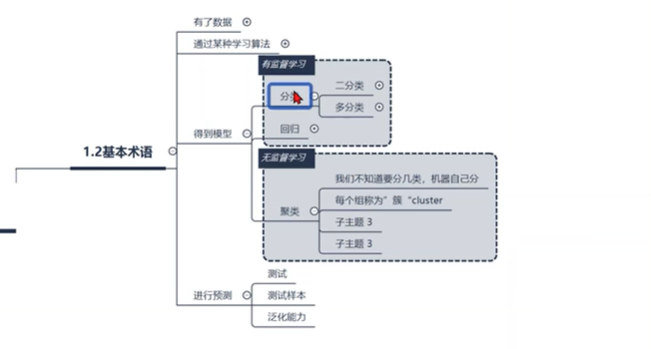 有了数据
通过某种学习算法
有监督学习
分类
二分类
多分类
回归
得到模型
1.2基本术语
无监督学习
我们不知道要分几类，机器自己分
每个组称为”簇“cluster
聚类
子主题 3
子主题 3
测试
进行预测
测试样本
泛化能力